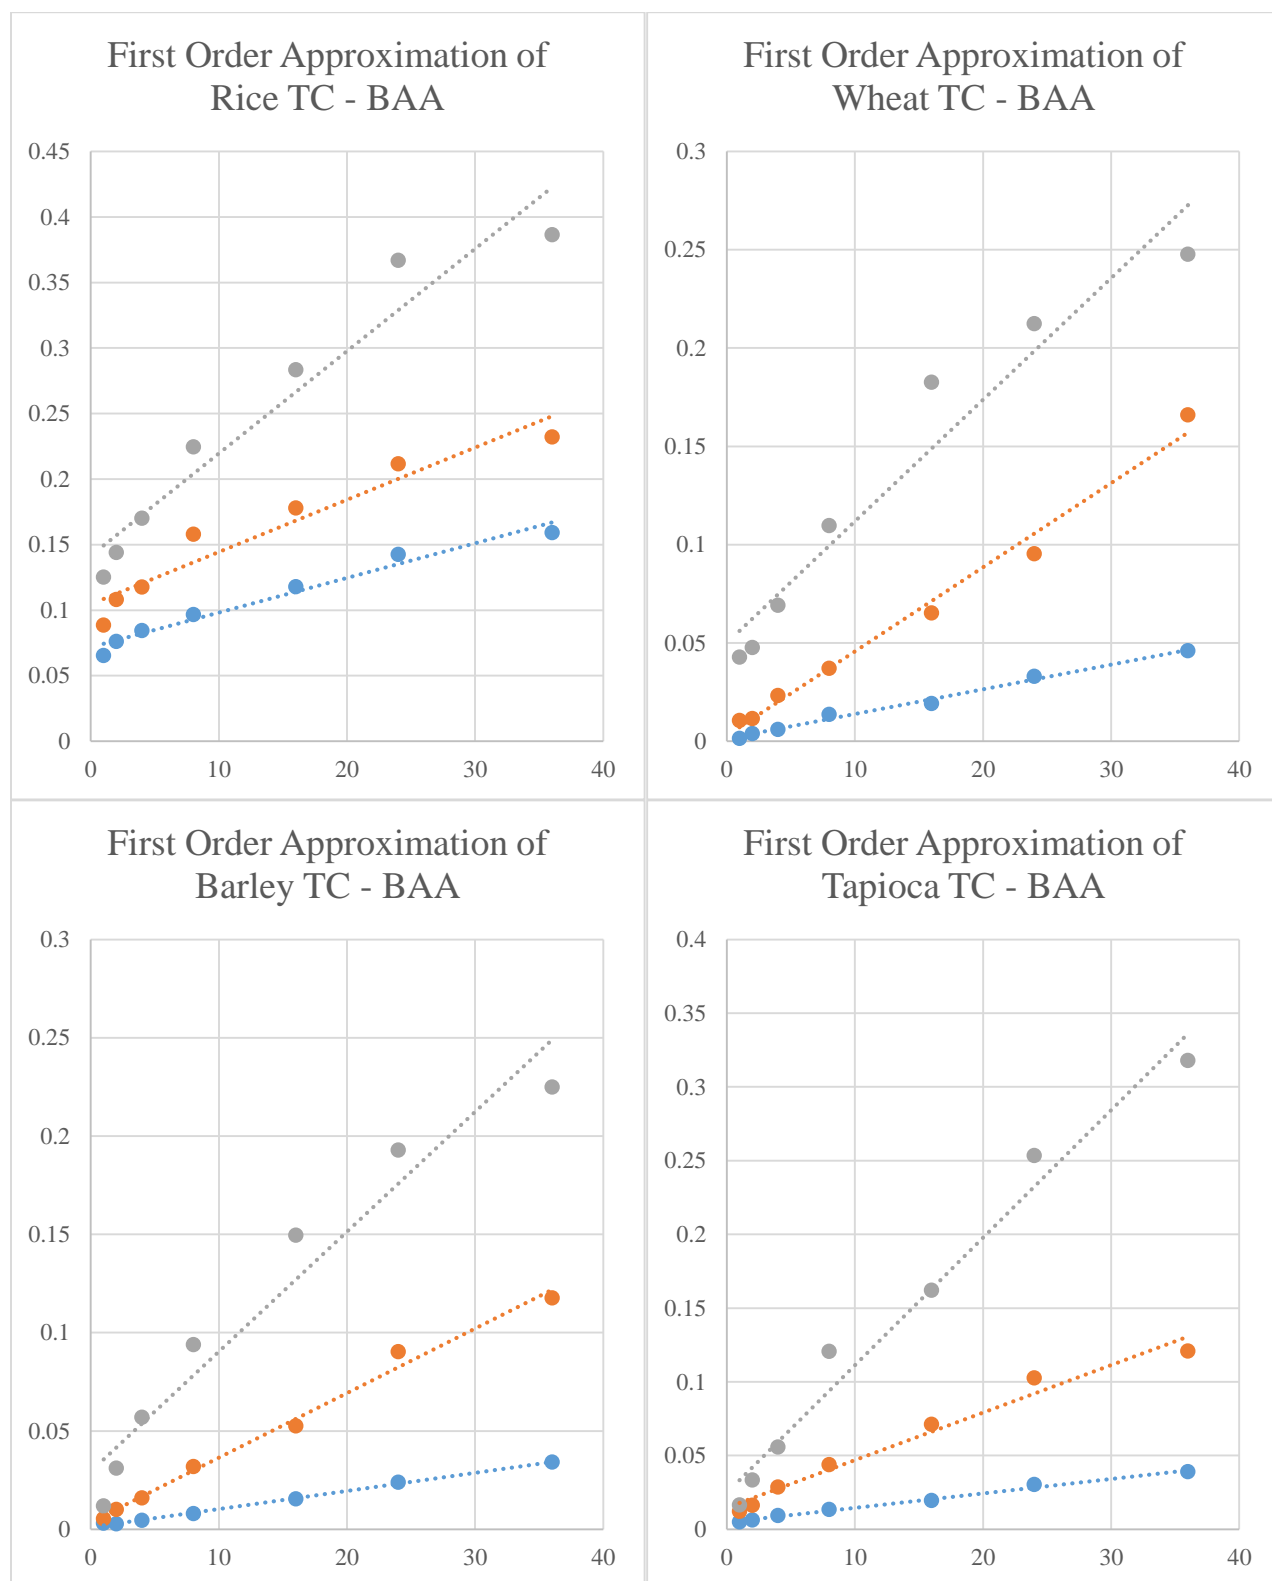 First Order Approximation of
Rice TC - BAA
0.45
0.4
0.35
0.3
0.25
0.2
0.15
0.1
0.05
0
0 10 20 30 40
First Order Approximation of
Wheat TC - BAA
0.3
0.25
0.2
0.15
0.1
0.05
0
0 10 20 30 40
First Order Approximation of
Barley TC - BAA
0.3
0.25
0.2
0.15
0.1
0.05
0
0 10 20 30 40
First Order Approximation of
Tapioca TC - BAA
0.4
0.35
0.3
0.25
0.2
0.15
0.1
0.05
0
0 10 20 30 40